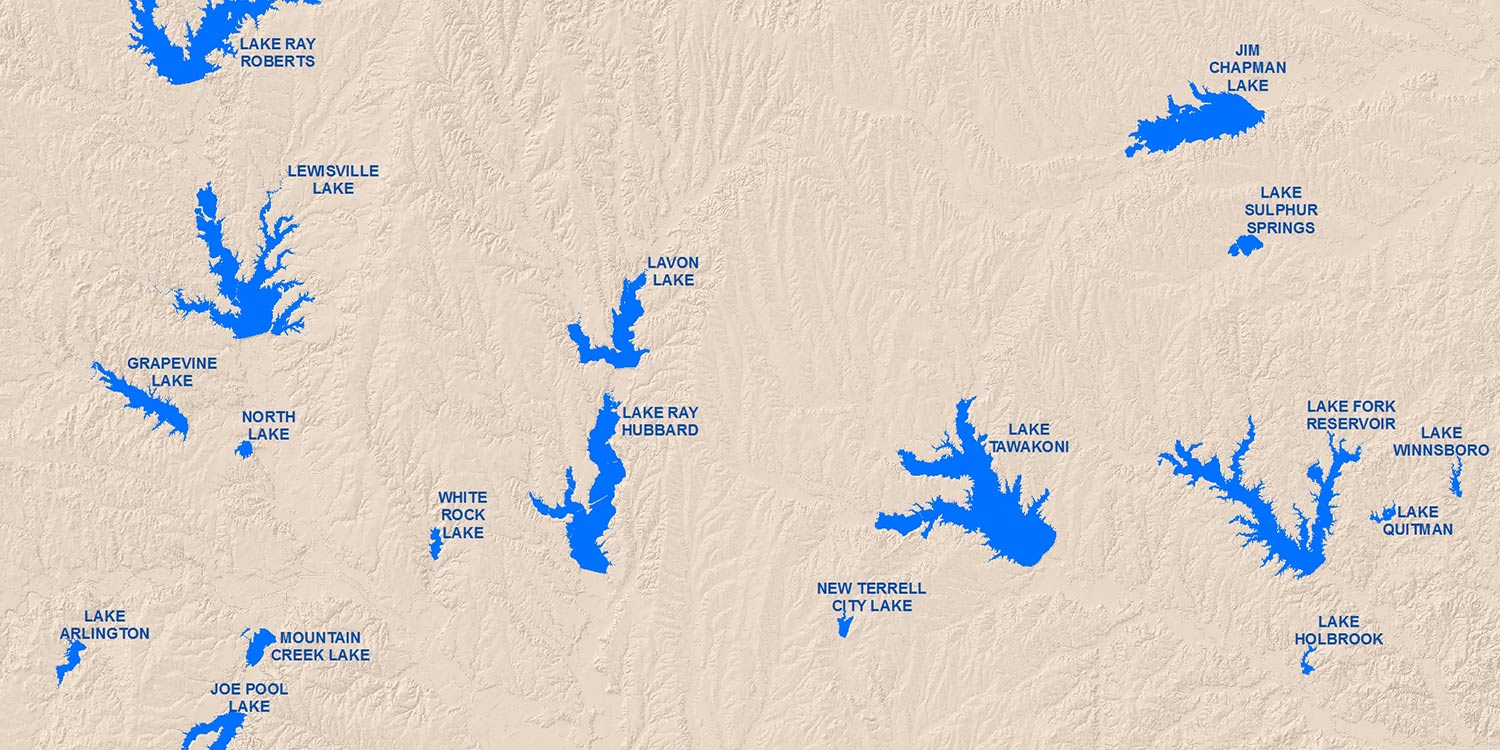 LAKE RAY
ROBERTS
JIM
CHAPMAN
LAKE
LEWISVILLE
LAKE
LAKE
SULPHUR
SPRINGS
LAVON
LAKE
GRAPEVINE
LAKE
NORTH
LAKE
LAKE RAY
HUBBARD
LAKE
TAWAKONI
LAKE FORK
RESERVOIR
LAKE
WINNSBORO
WHITE
ROCK
LAKE
LAKE
QUITMAN
NEW TERRELL
CITY LAKE
LAKE
ARLINGTON
MOUNTAIN
CREEK LAKE
LAKE
HOLBROOK
JOE POOL
LAKE